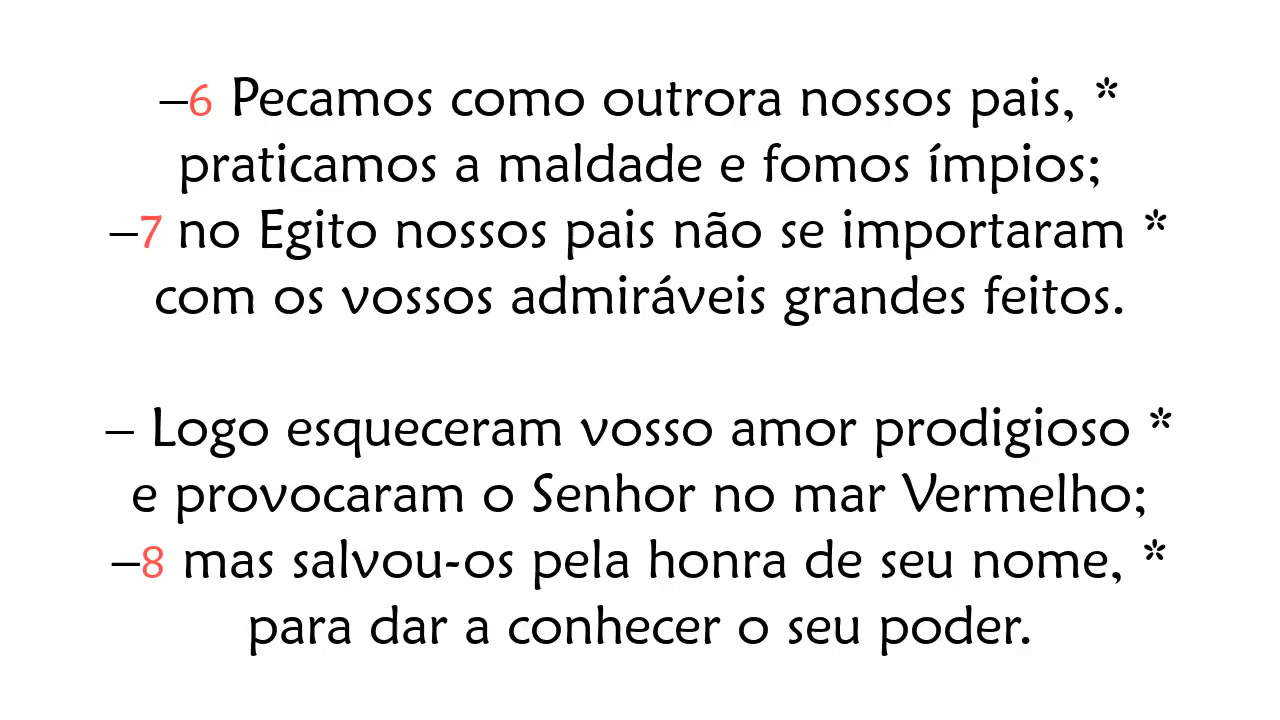 –6 Pecamos como outrora nossos pais, *
praticamos a maldade e fomos ímpios;
–7 no Egito nossos pais não se importaram *
com os vossos admiráveis grandes feitos.
– Logo esqueceram vosso amor prodigioso *
e provocaram o Senhor no mar Vermelho;
–8 mas salvou-os pela honra de seu nome, *
para dar a conhecer o seu poder.